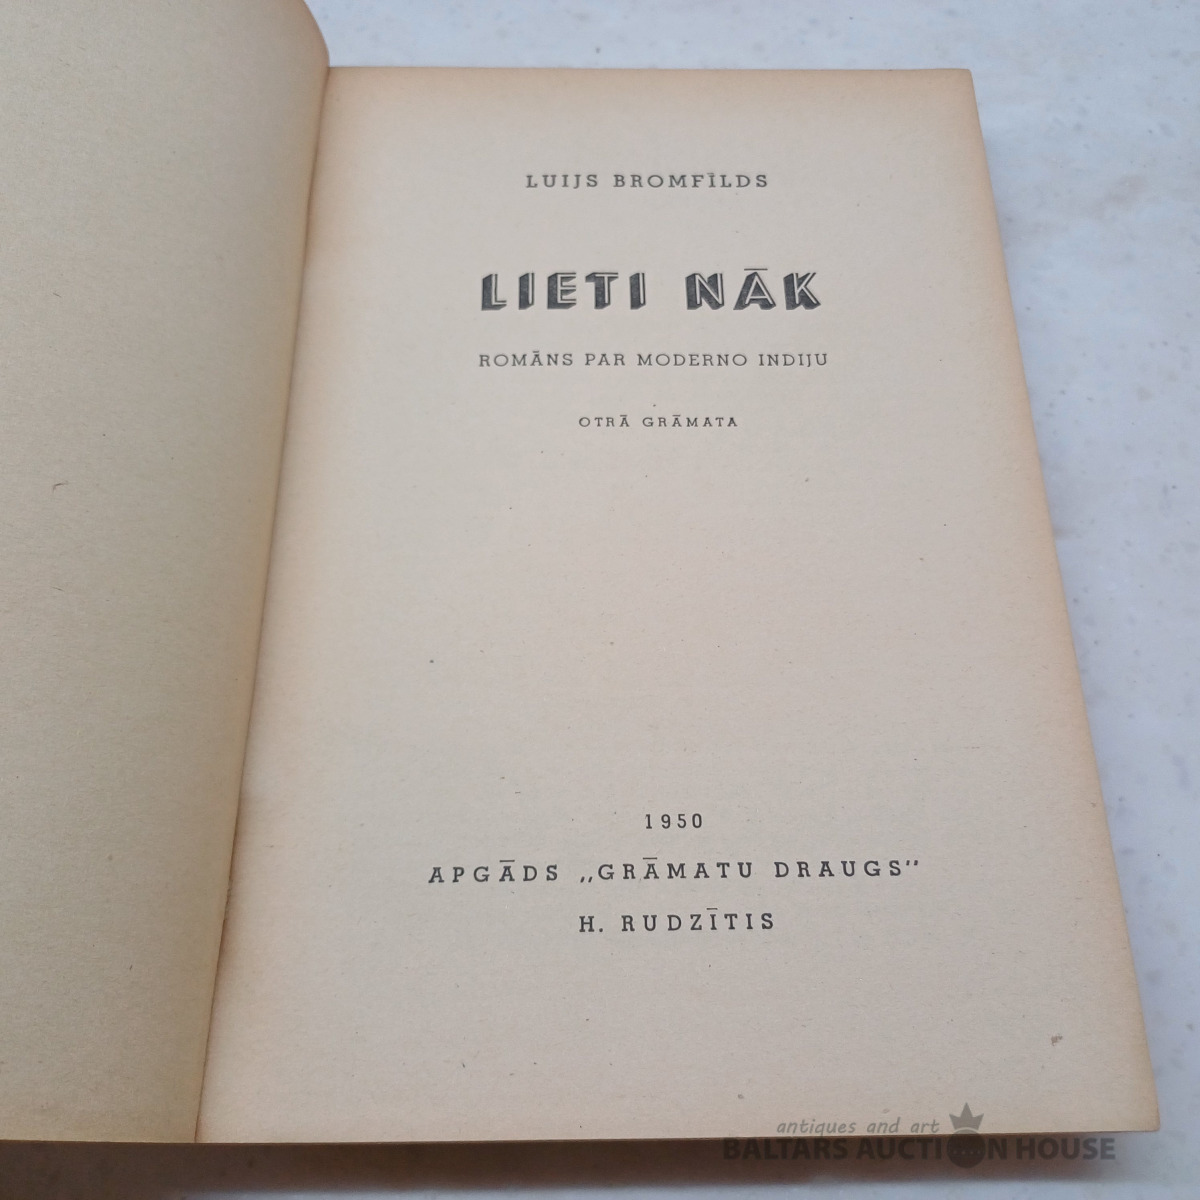 LUIJS BROMFĪLDS
LIETI NĀK
ROMĀNS PAR MODERNO INDIJU
OTRĀ GRĀMATA
1950
APGĀDS „GRĀMATU DRAUGS”
H. RUDZĪTIS
antiques and art
BALTARS AUCTION HOUSE